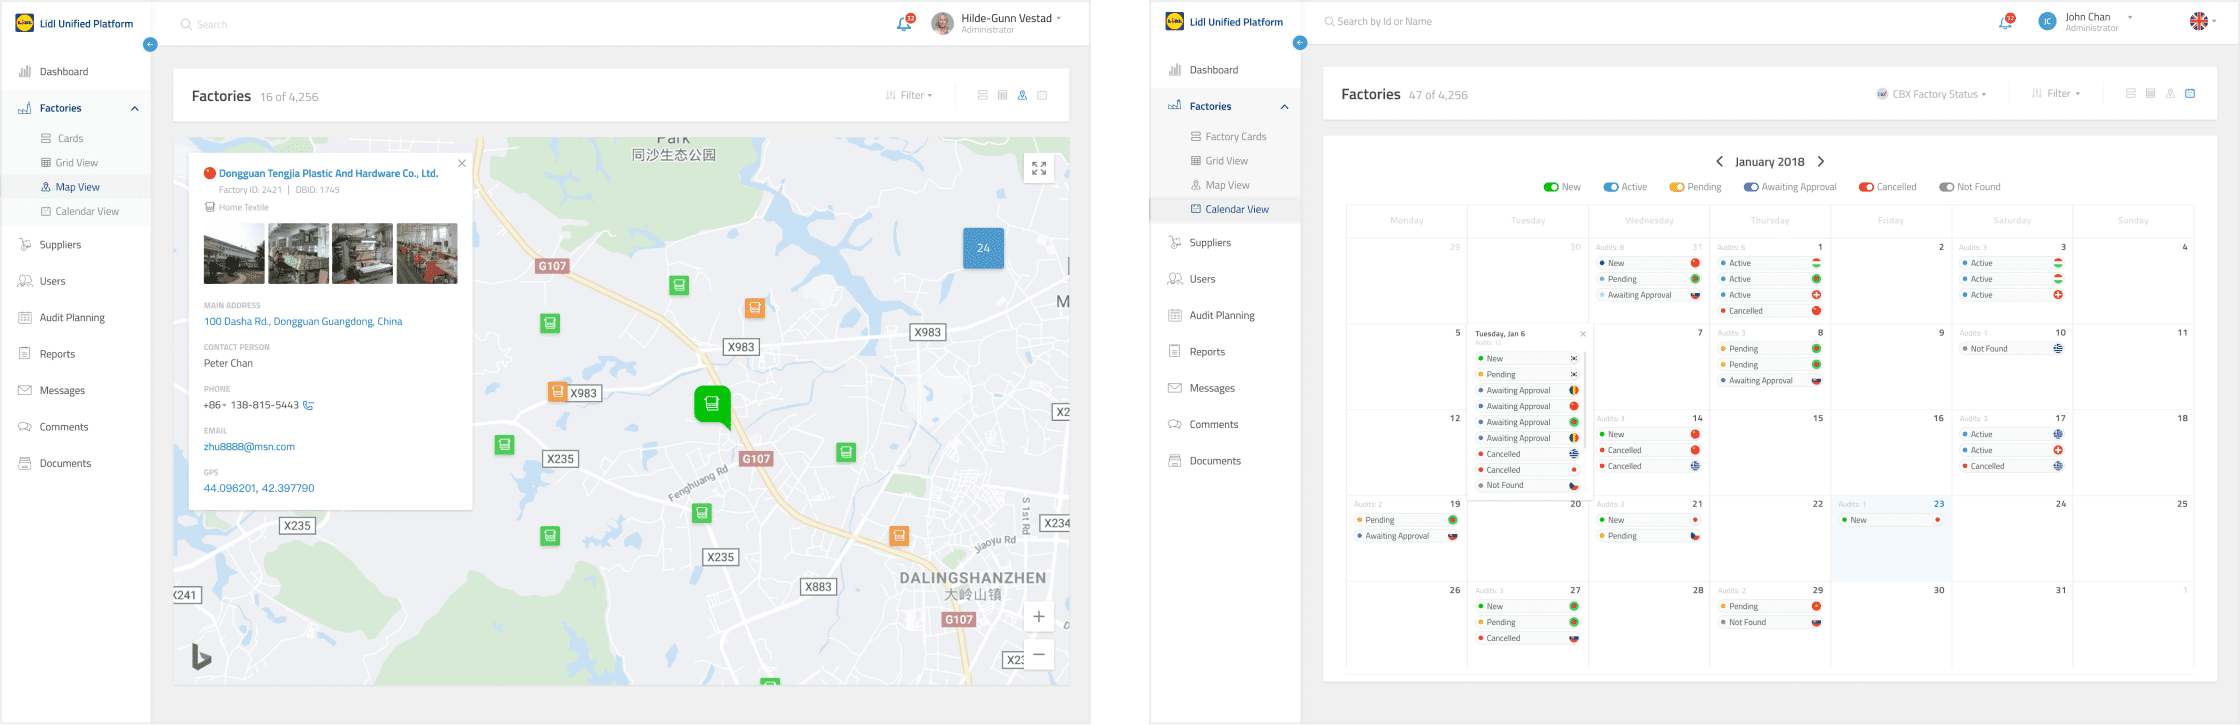 Lidl Unified Platform
Search
32
Hilde-Gunn Vestad
Administrator
Dashboard
Factories
Cards
Grid View
Map View
Calendar View
Suppliers
Users
Audit Planning
Reports
Messages
Comments
Documents
Factories 16 of 4,256
Filter
Dongguan Tengjia Plastic And Hardware Co., Ltd.
Factory ID: 2421 | DBID: 1745
Home Textile
MAIN ADDRESS
100 Dasha Rd., Dongguan Guangdong, China
CONTACT PERSON
Peter Chan
PHONE
+86 138-815-5443
EMAIL
zhu8888@msn.com
GPS
44.096201, 42.397790
Park
同沙生态公园
24
G107
M
X983
X983
X983
X2
X235
G107
Fenghuang Rd
S 1st Rd
X235
X234
Jiaoyu Rd
X235
X883
DALINGSHANZHEN
大岭山镇
X241
G107
X23
Lidl Unified Platform
Search by Id or Name
12
JC
John Chan
Administrator
Dashboard
Factories
Factory Cards
Grid View
Map View
Calendar View
Suppliers
Users
Audit Planning
Reports
Messages
Comments
Documents
Factories 47 of 4,256
CBX Factory Status
Filter
January 2018
New Active Pending Awaiting Approval Cancelled Not Found
Monday Tuesday Wednesday Thursday Friday Saturday Sunday
29
30
Audits: 8 31
New
Pending
Awaiting Approval
Audits: 6 1
Active
Active
Active
Cancelled
2
Audits: 3 3
Active
Active
Active
4
5
Tuesday, Jan 6
Audits: 12
New
Pending
Awaiting Approval
Awaiting Approval
Awaiting Approval
Awaiting Approval
Cancelled
Cancelled
Not Found
7
Audits: 3 8
Pending
Pending
Awaiting Approval
9
Audits: 1 10
Not Found
11
12
Audits: 3 14
New
Cancelled
Cancelled
15
16
Audits: 3 17
Active
Active
Cancelled
18
Audits: 2 19
Pending
Awaiting Approval
20
Audits: 2 21
New
Pending
22
Audits: 1 23
New
24
25
26
Audits: 3 27
New
Pending
Cancelled
28
Audits: 2 29
Pending
Not Found
30
31
1